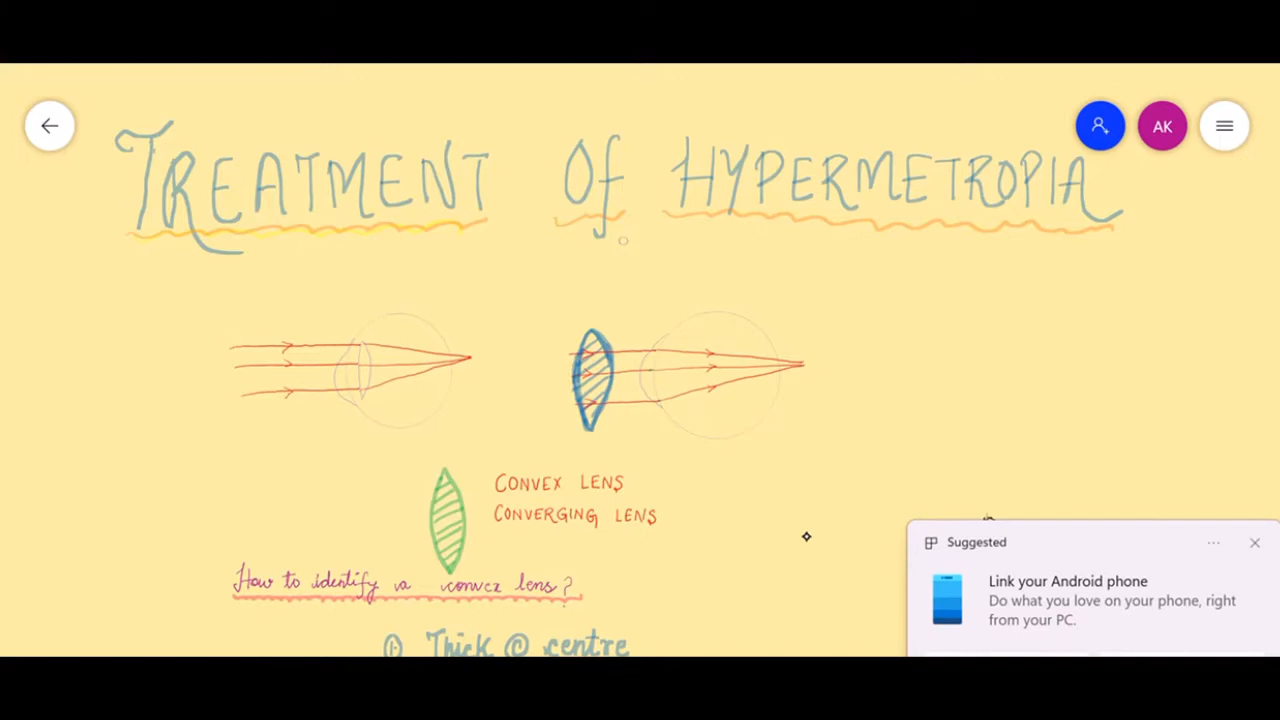 TREATMENT Of HYPERMETROPIA
AK
CONVEX LENS
CONVERGING LENS
How to identify a convex lens?
① Thick @ centre
Suggested
Link your Android phone
Do what you love on your phone, right
from your PC.